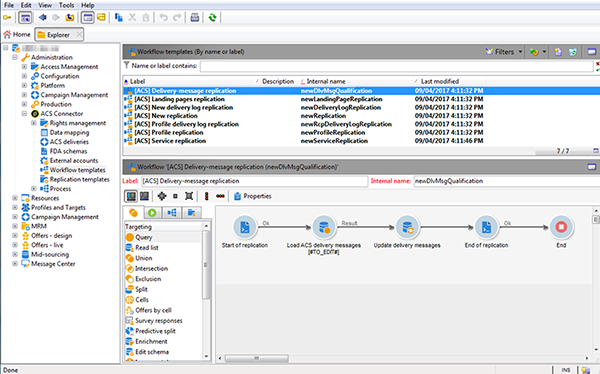 File Edit View Tools Help
Home Explorer
Administration
Access Management
Configuration
Platform
Campaign Management
Production
ACS Connector
Rights management
Data mapping
ACS deliveries
FDA schemas
External accounts
Workflow templates
Replication templates
Process
Resources
Profiles and Targets
Campaign Management
MRM
Offers - design
Offers - live
Mid-sourcing
Message Center
Workflow templates (By name or label)
Filters
Name or label contains:
Label Description Internal name Last modified
[ACS] Delivery-message replication newDlvMsgQualification 09/04/2017 4:11:32 PM
[ACS] Landing pages replication newLandingPageReplication 09/04/2017 4:11:32 PM
[ACS] New delivery log replication newDeliveryLogReplication 09/04/2017 4:11:32 PM
[ACS] New replication newReplication 09/04/2017 4:11:32 PM
[ACS] Profile delivery log replication newRcpDeliveryLogReplication 09/04/2017 4:11:32 PM
[ACS] Profile replication newProfileReplication 09/04/2017 4:11:32 PM
[ACS] Service replication newServiceReplication 09/04/2017 4:11:46 PM
7 / 7
Workflow '[ACS] Delivery-message replication (newDlvMsgQualification)'
Label: [ACS] Delivery-message replication Internal name: newDlvMsgQualification
Properties
Targeting
Query
Read list
Union
Intersection
Exclusion
Split
Cells
Offers by cell
Survey responses
Predictive split
Enrichment
Edit schema
Ok Result Ok
Start of replication Load ACS delivery messages Update delivery messages End of replication End
[#TO_EDIT#]
Done INS